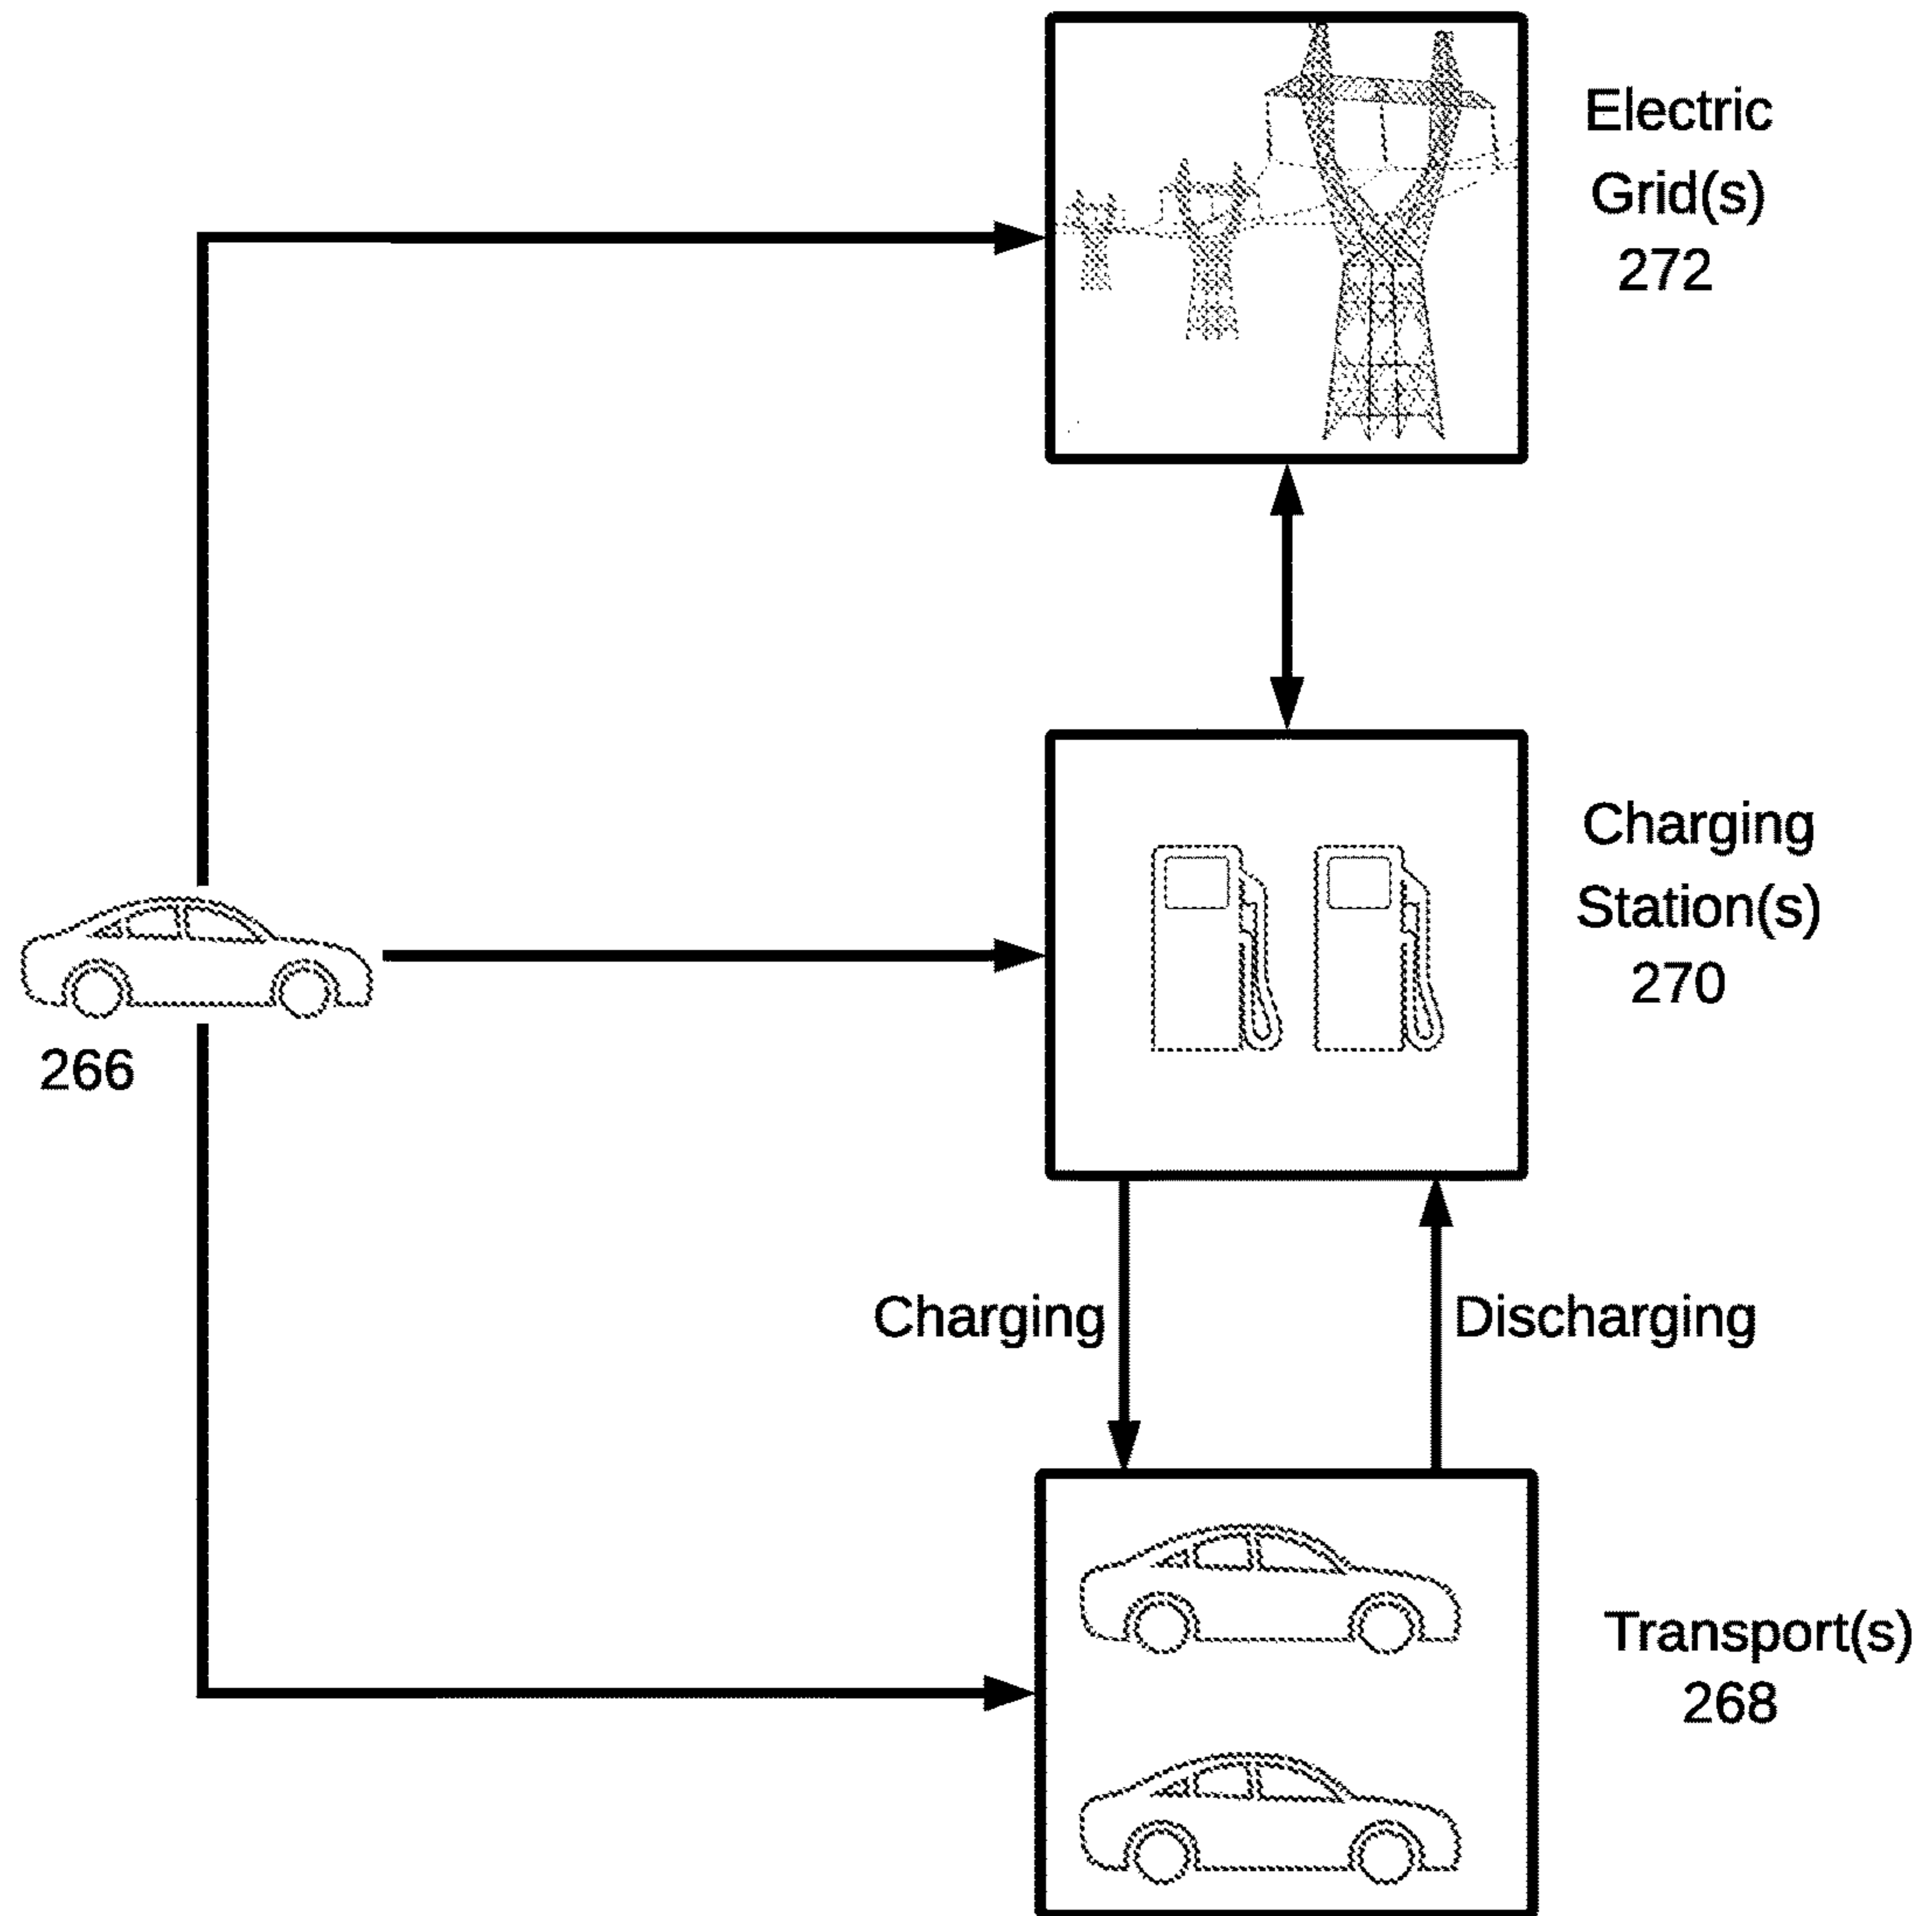 Electric
Grid(s)
272
Charging
Station(s)
270
266
Charging
Discharging
Transport(s)
268